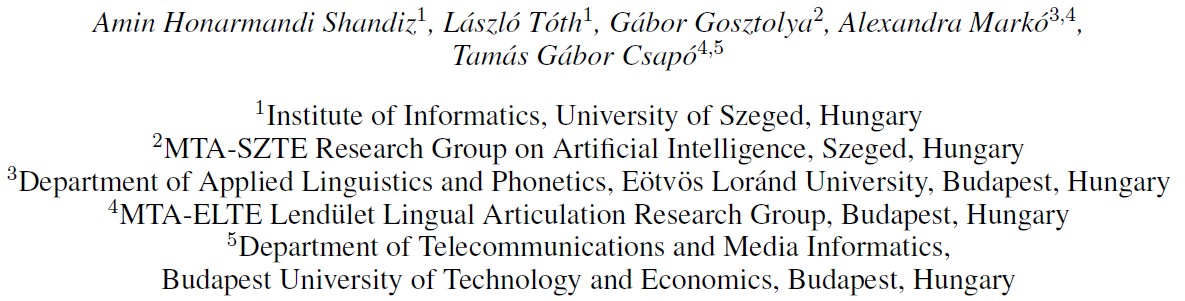 Amin Honarmandi Shandiz¹, László Tóth¹, Gábor Gosztolya², Alexandra Markó³,⁴,
Tamás Gábor Csapó⁴,⁵
¹Institute of Informatics, University of Szeged, Hungary
²MTA-SZTE Research Group on Artificial Intelligence, Szeged, Hungary
³Department of Applied Linguistics and Phonetics, Eötvös Loránd University, Budapest, Hungary
⁴MTA-ELTE Lendület Lingual Articulation Research Group, Budapest, Hungary
⁵Department of Telecommunications and Media Informatics,
Budapest University of Technology and Economics, Budapest, Hungary